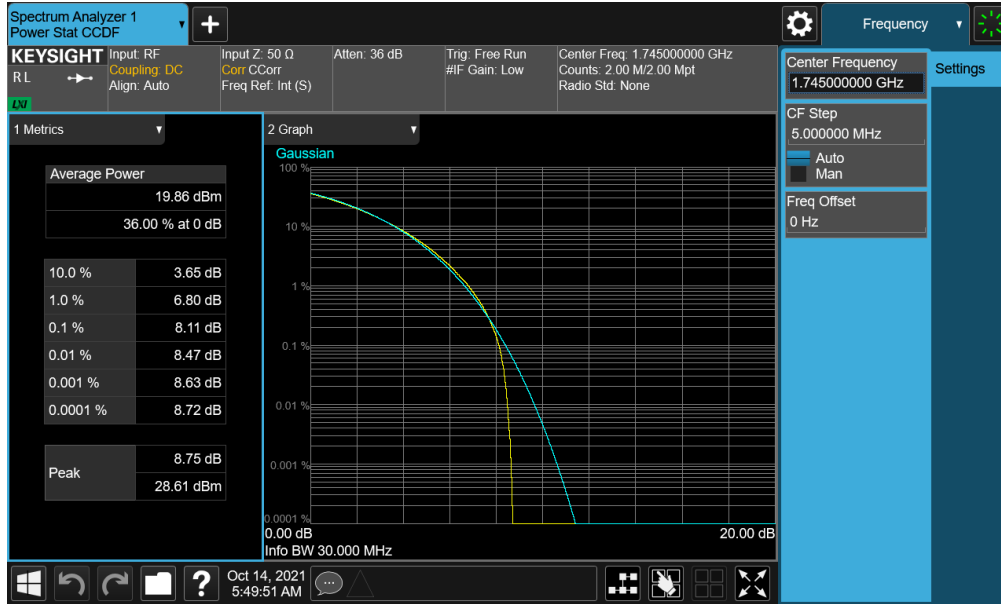 Spectrum Analyzer 1
Power Stat CCDF
Frequency
KEYSIGHT
R L
LXI
Input: RF
Coupling: DC
Align: Auto
Input Z: 50 Ω
Corr CCorr
Freq Ref: Int (S)
Atten: 36 dB
Trig: Free Run
#IF Gain: Low
Center Freq: 1.745000000 GHz
Counts: 2.00 M/2.00 Mpt
Radio Std: None
Center Frequency
1.745000000 GHz
Settings
CF Step
5.000000 MHz
Auto
Man
Freq Offset
0 Hz
1 Metrics
Average Power
19.86 dBm
36.00 % at 0 dB
10.0 % 3.65 dB
1.0 % 6.80 dB
0.1 % 8.11 dB
0.01 % 8.47 dB
0.001 % 8.63 dB
0.0001 % 8.72 dB
Peak
8.75 dB
28.61 dBm
2 Graph
Gaussian
100 %
10 %
1 %
0.1 %
0.01 %
0.001 %
0.0001 %
0.00 dB 20.00 dB
Info BW 30.000 MHz
?
Oct 14, 2021
5:49:51 AM